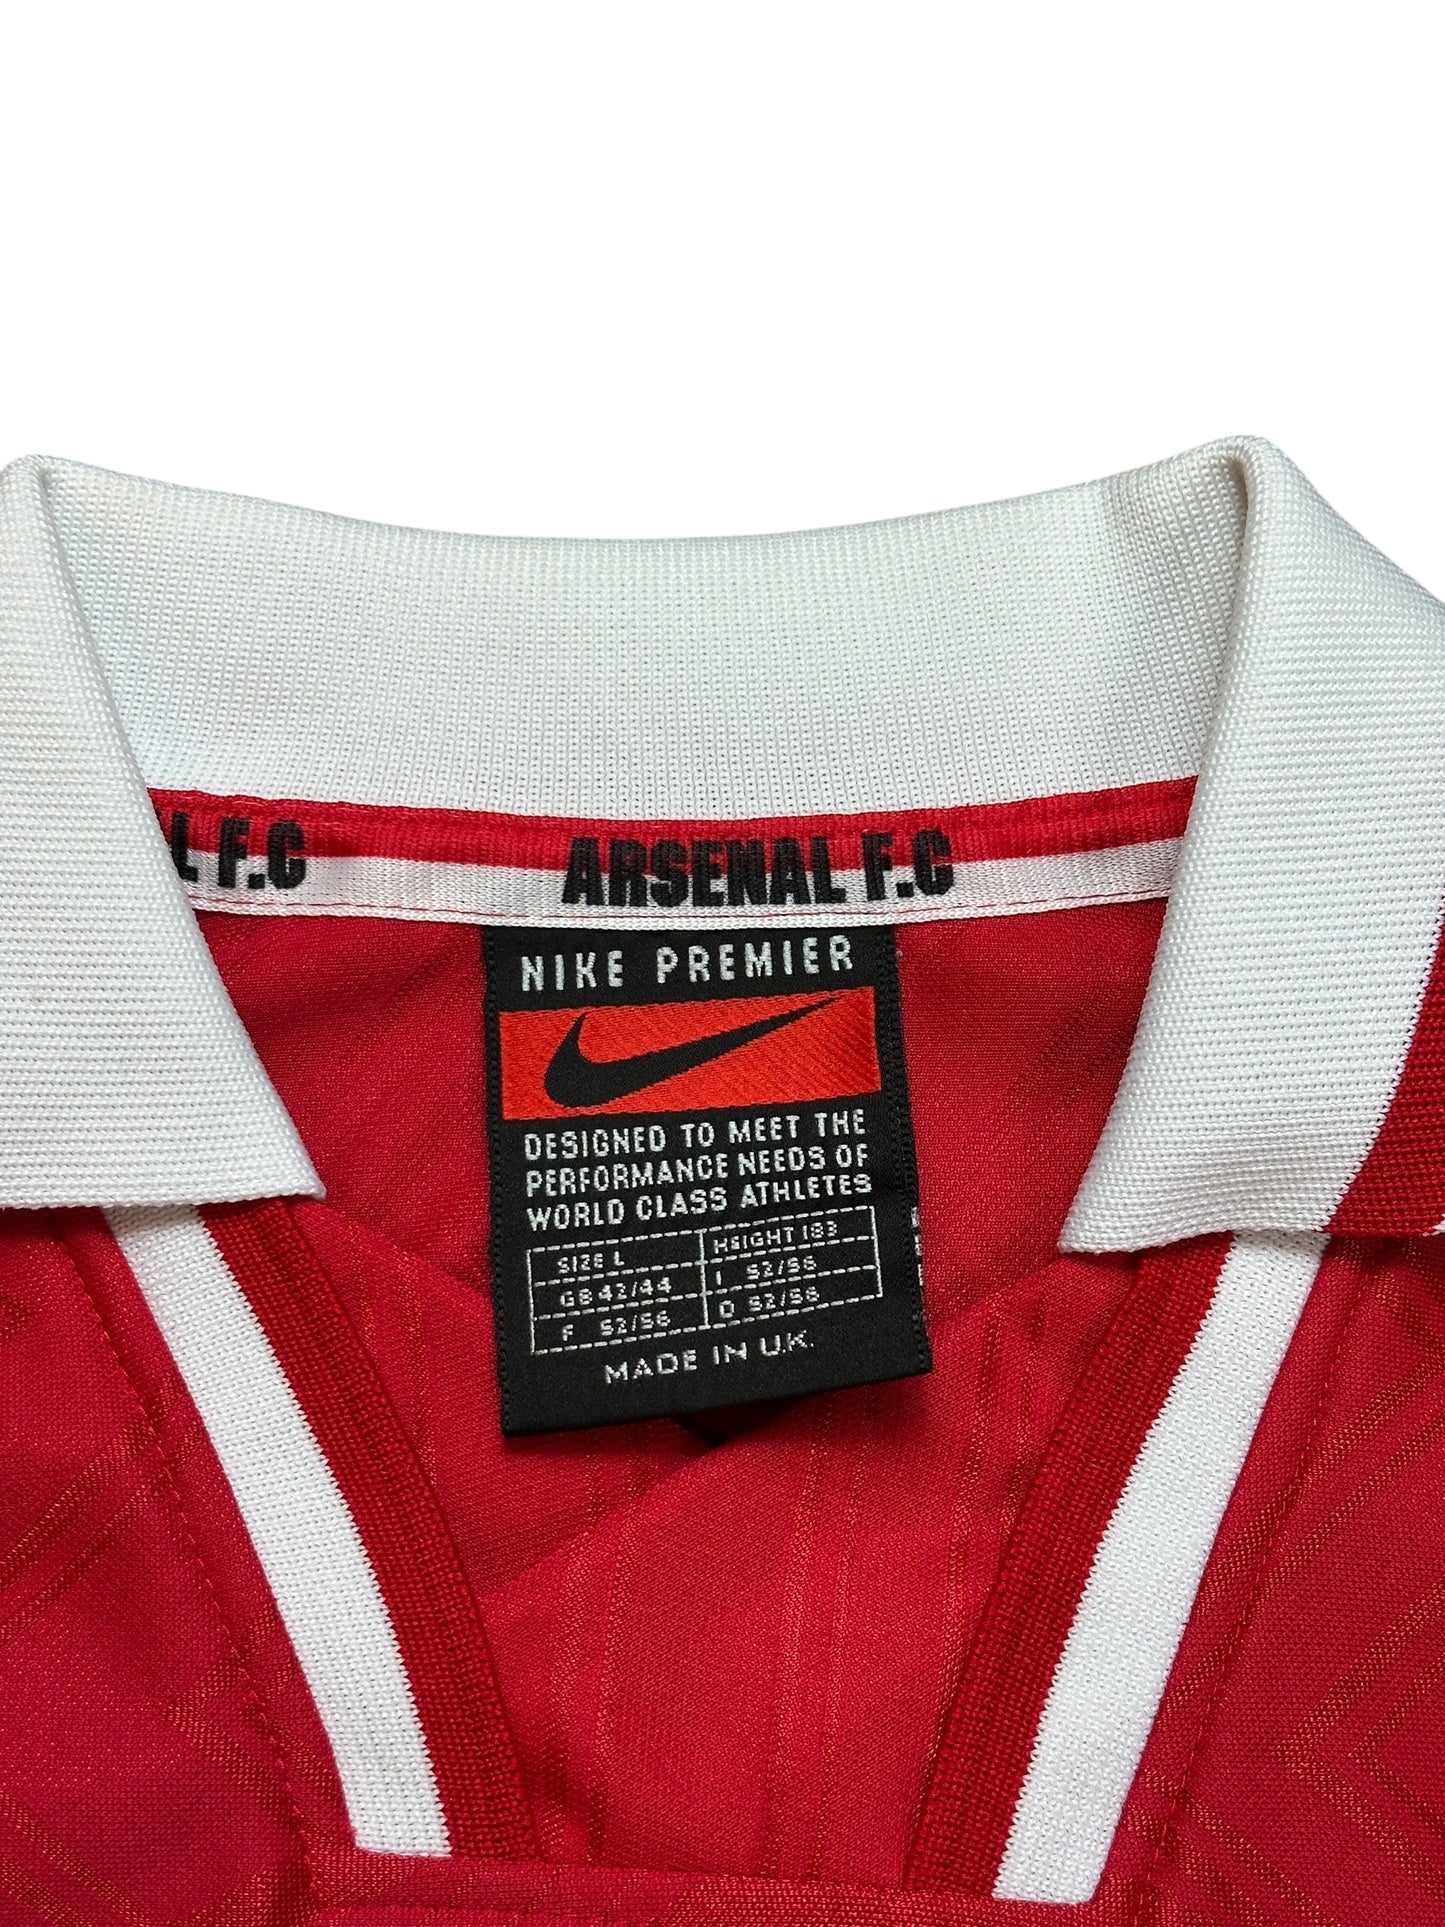 L F.C
ARSENAL F.C
NIKE PREMIER
DESIGNED TO MEET THE
PERFORMANCE NEEDS OF
WORLD CLASS ATHLETES
SIZE L HEIGHT 183
GB 42/44 I 52/56
F 52/56 D 52/56
MADE IN U.K.